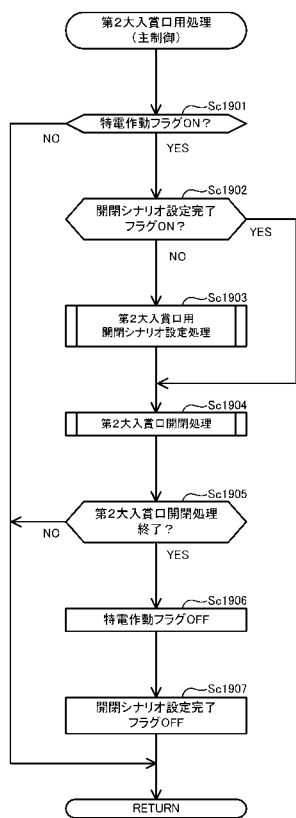 第2大入賞口用処理
(主制御)
Sc1901
特電作動フラグON?
NO
YES
Sc1902
開閉シナリオ設定完了
フラグON?
YES
NO
Sc1903
第2大入賞口用
開閉シナリオ設定処理
Sc1904
第2大入賞口開閉処理
Sc1905
第2大入賞口開閉処理
終了?
NO
YES
Sc1906
特電作動フラグOFF
Sc1907
開閉シナリオ設定完了
フラグOFF
RETURN